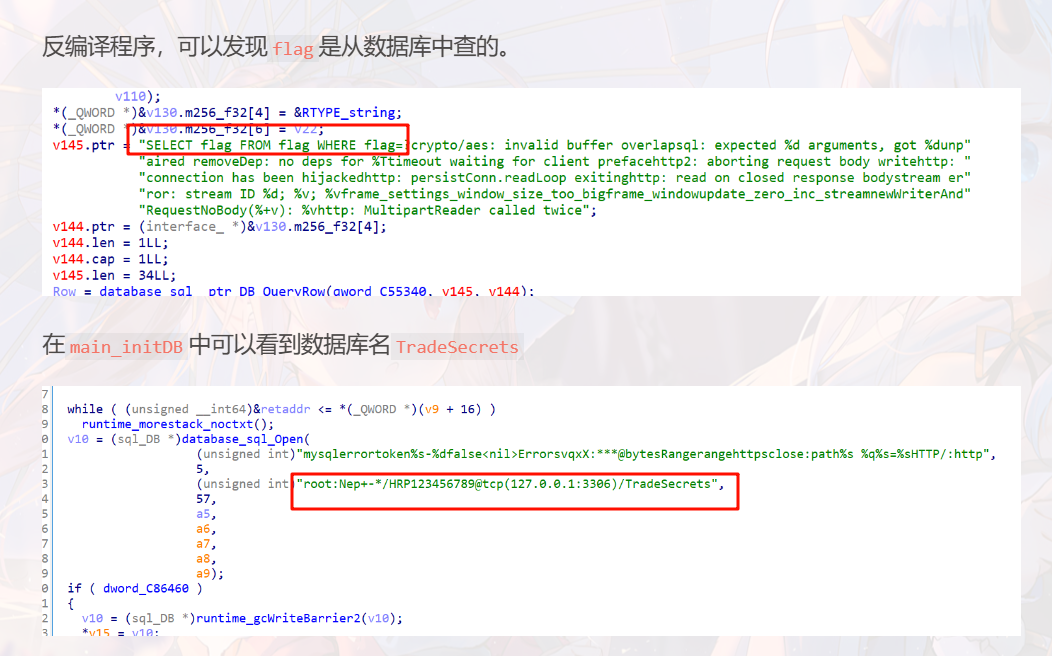 反编译程序，可以发现 flag 是从数据库中查的。
v110);
*(_QWORD *)&v130.m256_f32[4] = &RTYPE_string;
*(_QWORD *)&v130.m256_f32[6] = v22;
v145.ptr = "SELECT flag FROM flag WHERE flag=?crypto/aes: invalid buffer overlapsql: expected %d arguments, got %dunp"
"aired removeDep: no deps for %Ttimeout waiting for client prefacehttp2: aborting request body writehttp: "
"connection has been hijackedhttp: persistConn.readLoop exitinghttp: read on closed response bodystream er"
"ror: stream ID %d; %v; %vframe_settings_window_size_too_bigframe_windowupdate_zero_inc_streamnewWriterAnd"
"RequestNoBody(%+v): %vhttp: MultipartReader called twice";
v144.ptr = (interface_ *)&v130.m256_f32[4];
v144.len = 1LL;
v144.cap = 1LL;
v145.len = 34LL;
Row = database_sql__ptr_DB_QueryRow(qword_C55340, v145, v144);
在 main_initDB 中可以看到数据库名 TradeSecrets
7
8 while ( (unsigned __int64)&retaddr <= *(_QWORD *)(v9 + 16) )
9 runtime_morestack_noctxt();
0 v10 = (sql_DB *)database_sql_Open(
1 (unsigned int)"mysqlerrortoken%s-%dfalse<nil>ErrorsvqxX:***@bytesRangerangehttpsclose:path%s %q%s=%sHTTP/:http",
2 5,
3 (unsigned int)"root:Nep+-*/HRP123456789@tcp(127.0.0.1:3306)/TradeSecrets",
4 57,
5 a5,
6 a6,
7 a7,
8 a8,
9 a9);
0 if ( dword_C86460 )
1 {
2 v10 = (sql_DB *)runtime_gcWriteBarrier2(v10);
3 *v15 = v10;